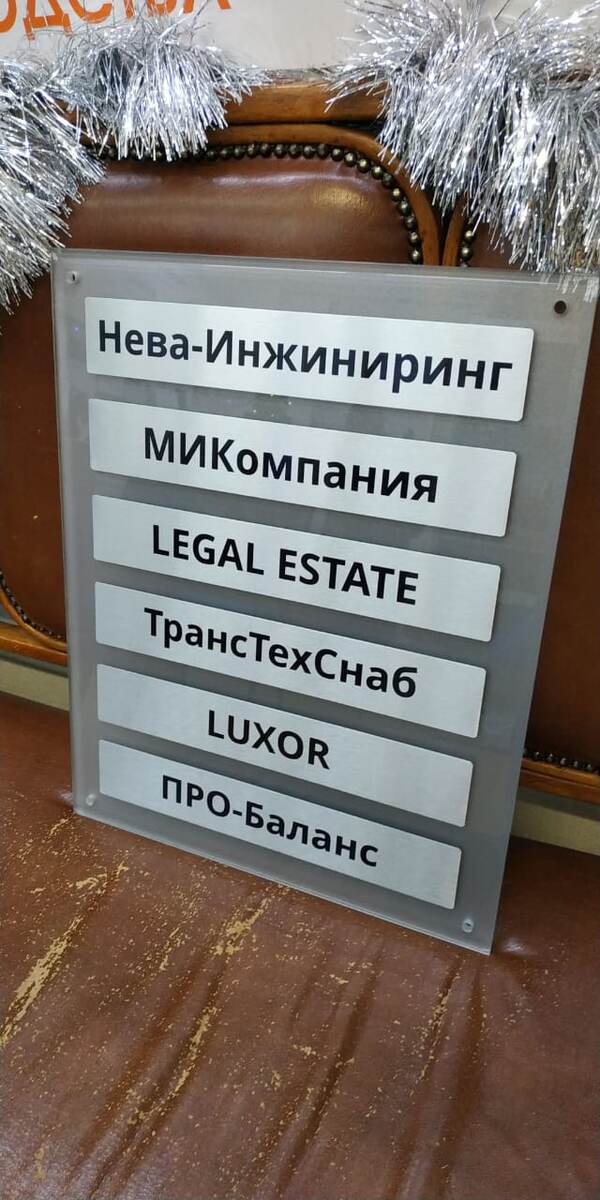 Нева-Инжиниринг
МИКомпания
LEGAL ESTATE
ТрансТехСнаб
LUXOR
ПРО-Баланс